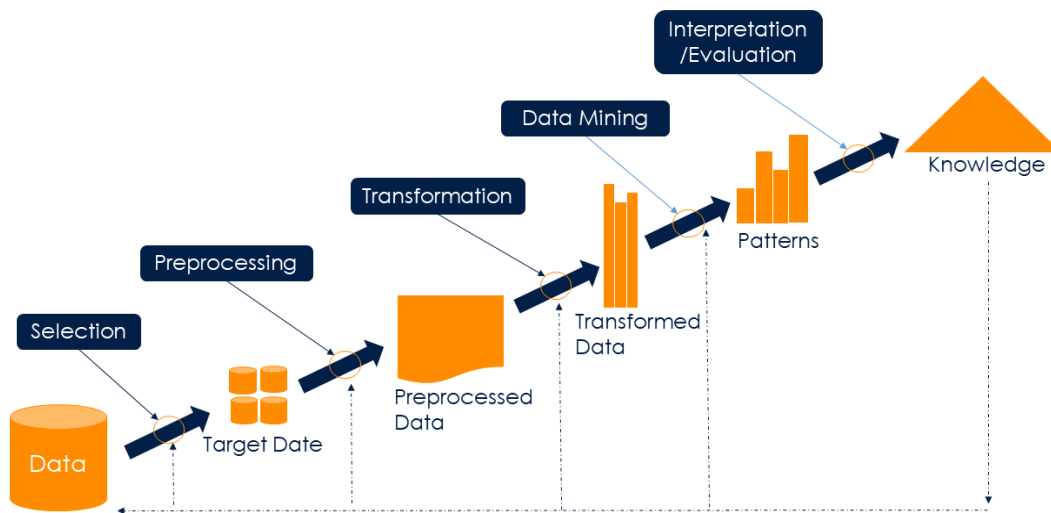 Interpretation
/Evaluation
Data Mining
Knowledge
Transformation
Patterns
Preprocessing
Transformed
Data
Selection
Preprocessed
Data
Target Date
Data